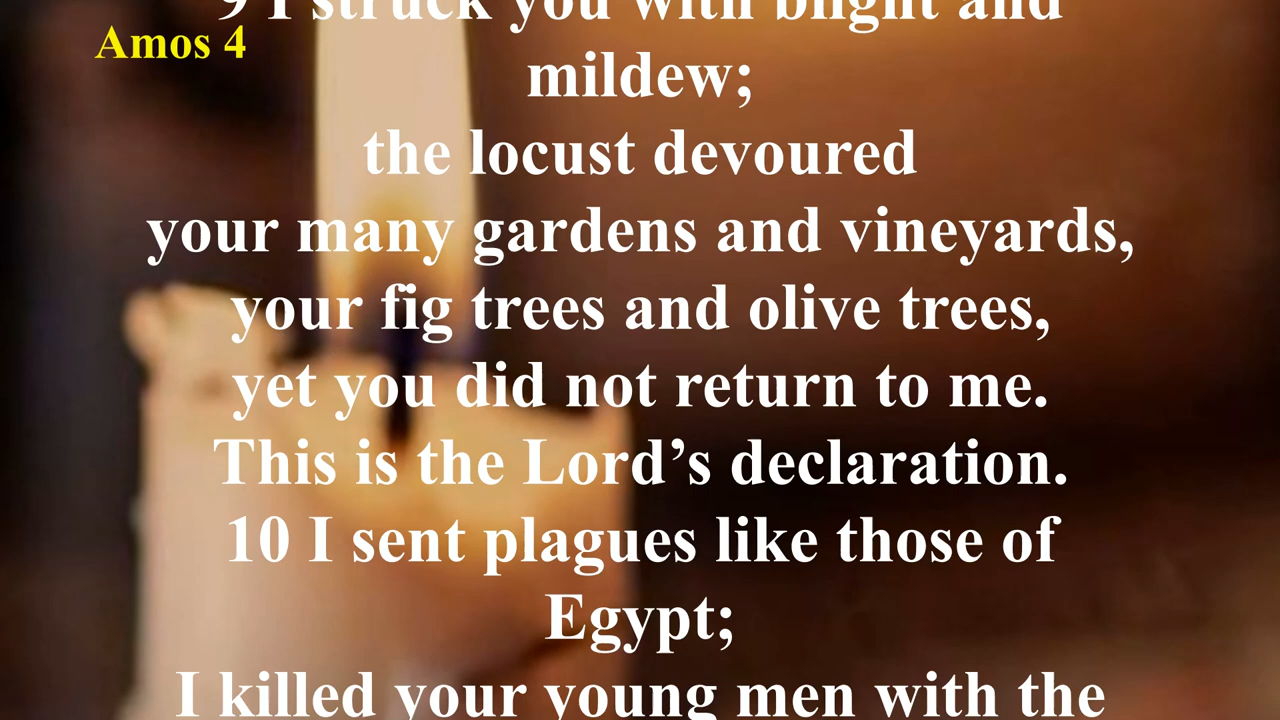 9 I struck you with blight and
Amos 4
mildew;
the locust devoured
your many gardens and vineyards,
your fig trees and olive trees,
yet you did not return to me.
This is the Lord’s declaration.
10 I sent plagues like those of
Egypt;
I killed your young men with the